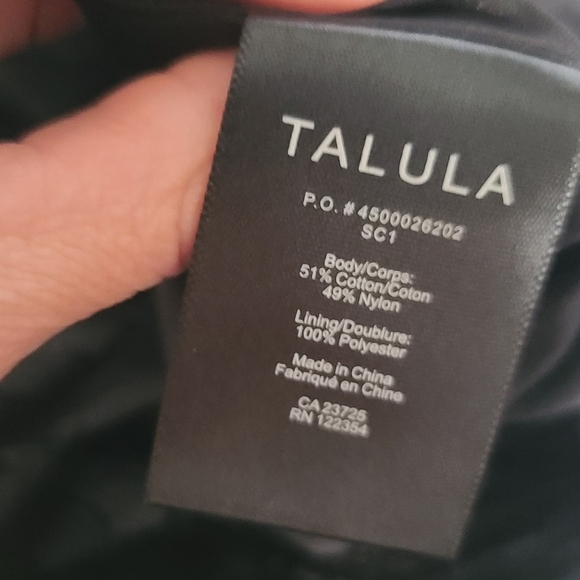 TALULA
P.O. #4500026202
SC1
Body/Corps:
51% Cotton/Coton
49% Nylon
Lining/Doublure:
100% Polyester
Made in China
Fabriqué en Chine
CA 23725
RN 122354